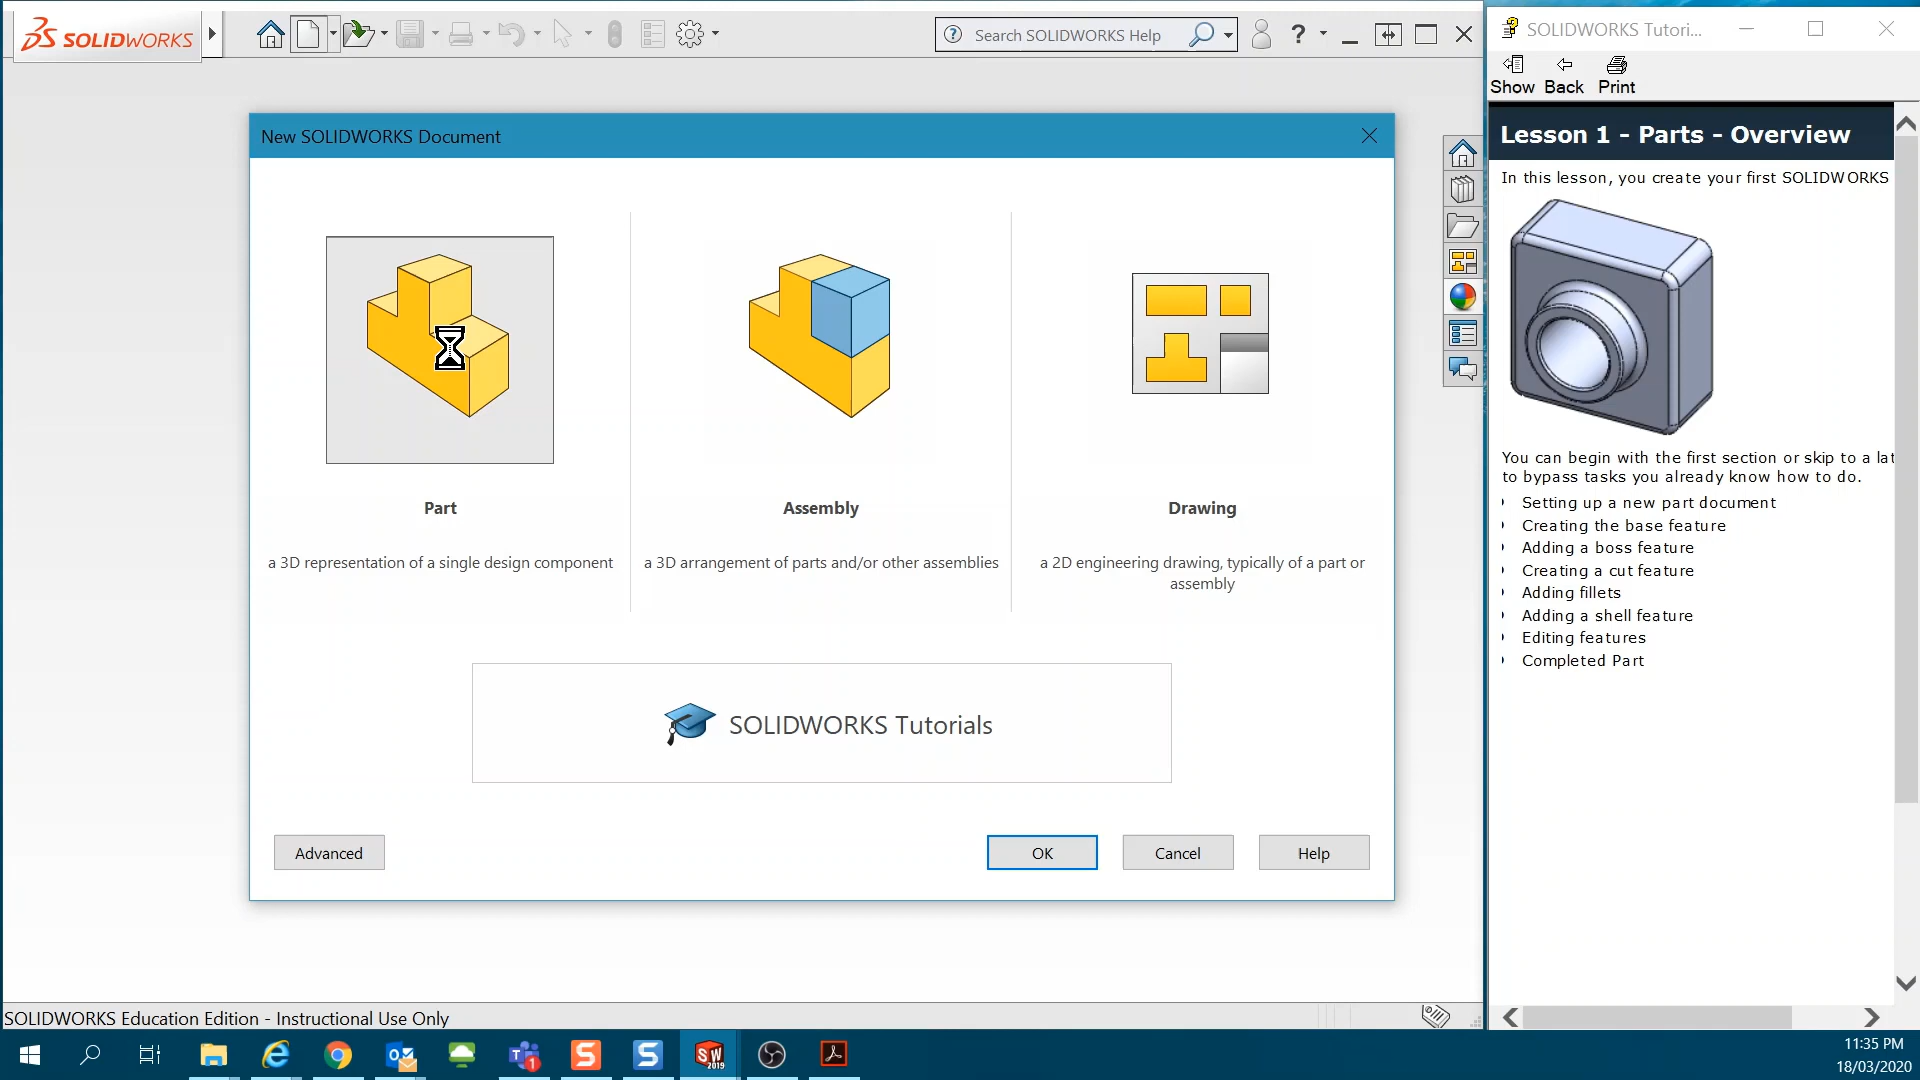 SOLIDWORKS
Search SOLIDWORKS Help
?
SOLIDWORKS Tutori...
Show Back Print
New SOLIDWORKS Document
Part
a 3D representation of a single design component
Assembly
a 3D arrangement of parts and/or other assemblies
Drawing
a 2D engineering drawing, typically of a part or
assembly
SOLIDWORKS Tutorials
Advanced
OK
Cancel
Help
Lesson 1 - Parts - Overview
In this lesson, you create your first SOLIDWORKS
You can begin with the first section or skip to a lat
to bypass tasks you already know how to do.
Setting up a new part document
Creating the base feature
Adding a boss feature
Creating a cut feature
Adding fillets
Adding a shell feature
Editing features
Completed Part
SOLIDWORKS Education Edition - Instructional Use Only
SW
2019
1
11:35 PM
18/03/2020